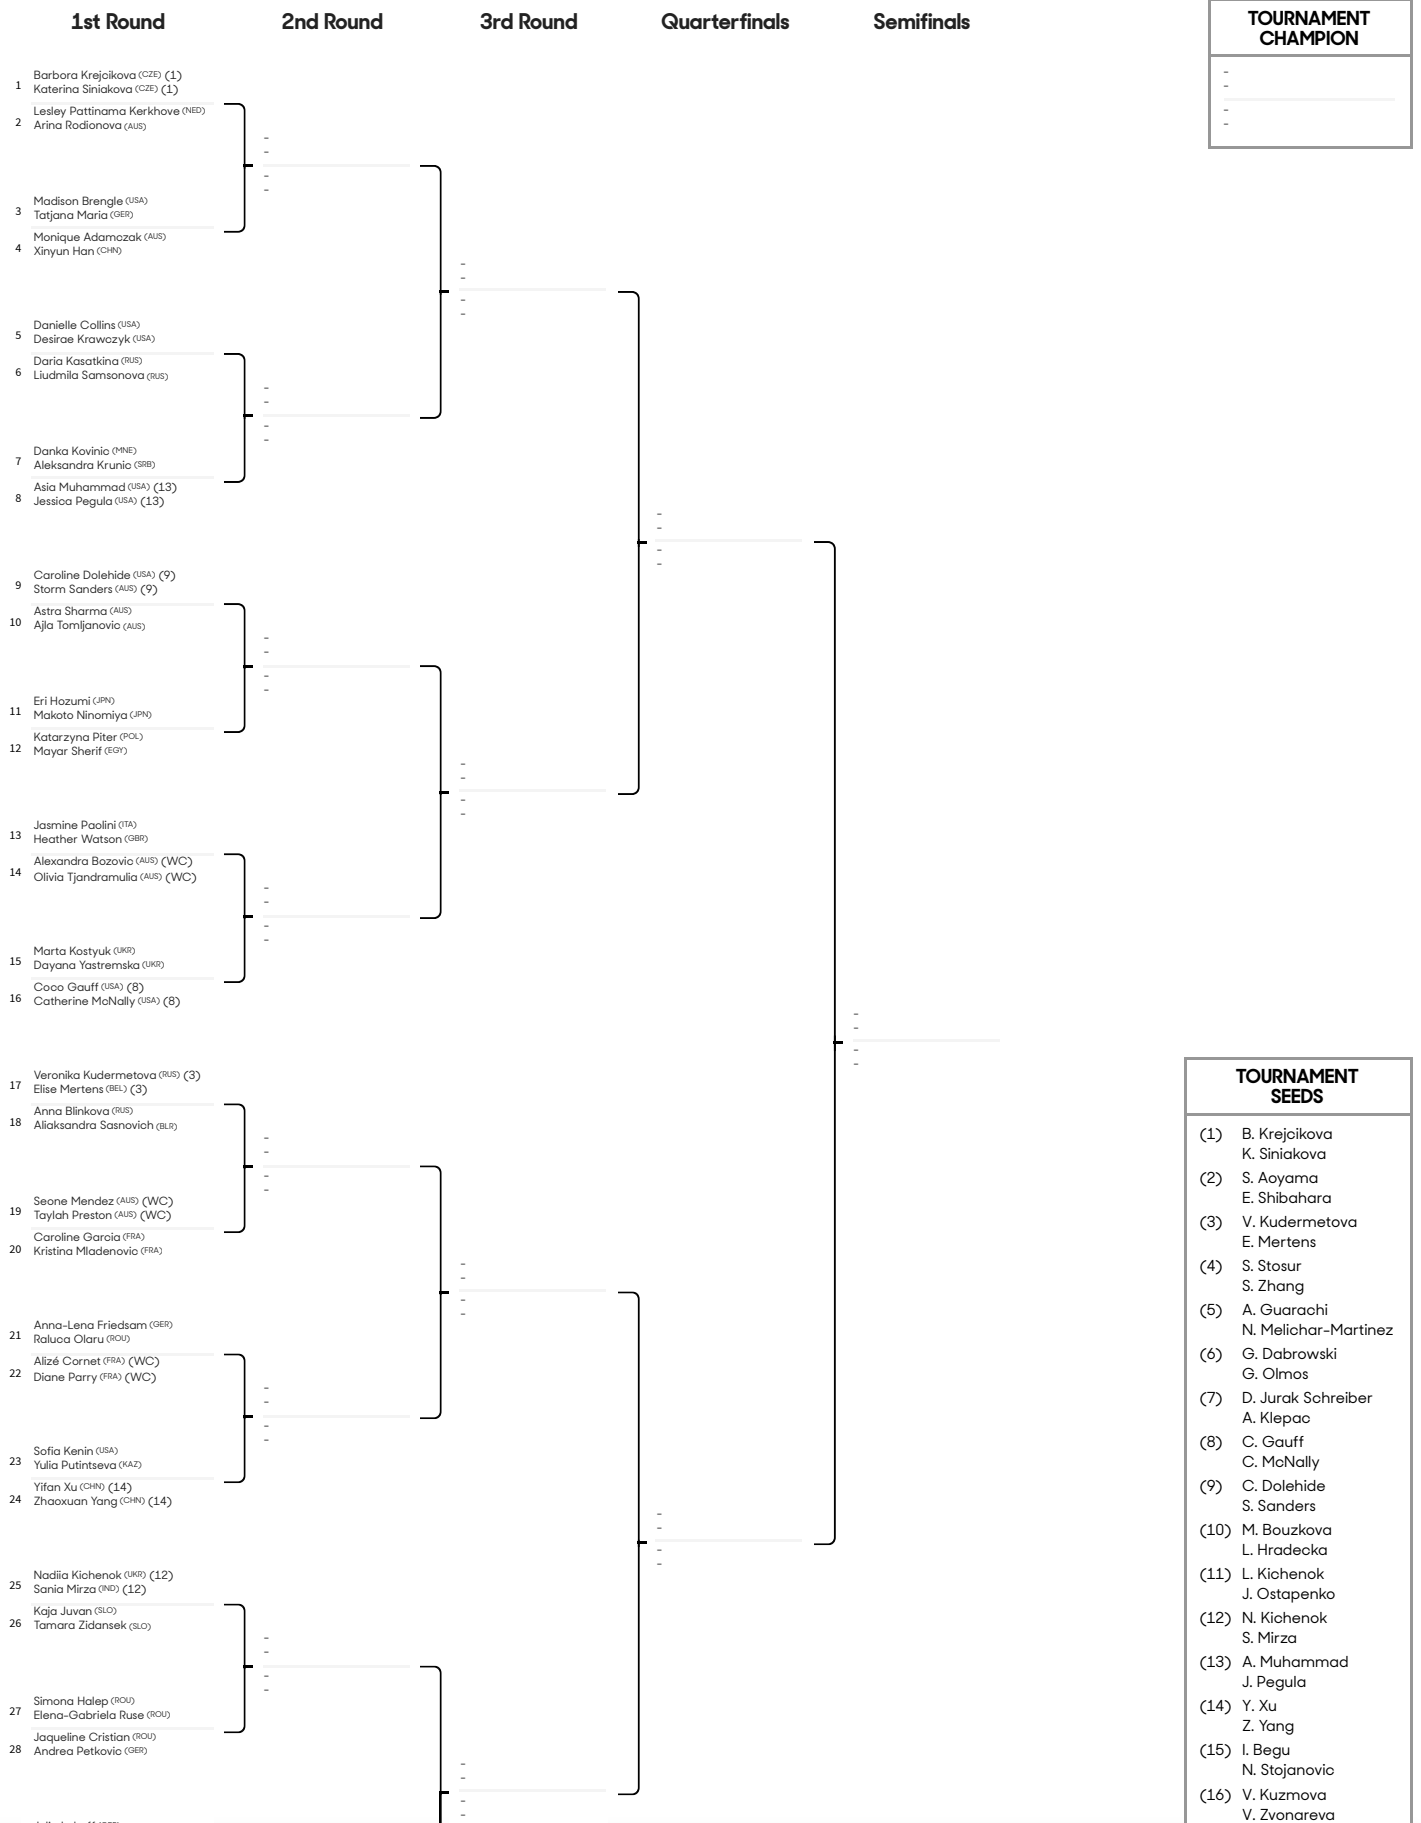 1st Round
2nd Round
3rd Round
Quarterfinals
Semifinals
TOURNAMENT
CHAMPION
-
-
-
-
1
Barbora Krejcikova (CZE) (1)
Katerina Siniakova (CZE) (1)
2
Lesley Pattinama Kerkhove (NED)
Arina Rodionova (AUS)
3
Madison Brengle (USA)
Tatjana Maria (GER)
4
Monique Adamczak (AUS)
Xinyun Han (CHN)
5
Danielle Collins (USA)
Desirae Krawczyk (USA)
6
Daria Kasatkina (RUS)
Liudmila Samsonova (RUS)
7
Danka Kovinic (MNE)
Aleksandra Krunic (SRB)
8
Asia Muhammad (USA) (13)
Jessica Pegula (USA) (13)
9
Caroline Dolehide (USA) (9)
Storm Sanders (AUS) (9)
10
Astra Sharma (AUS)
Ajla Tomljanovic (AUS)
11
Eri Hozumi (JPN)
Makoto Ninomiya (JPN)
12
Katarzyna Piter (POL)
Mayar Sherif (EGY)
13
Jasmine Paolini (ITA)
Heather Watson (GBR)
14
Alexandra Bozovic (AUS) (WC)
Olivia Tjandramulia (AUS) (WC)
15
Marta Kostyuk (UKR)
Dayana Yastremska (UKR)
16
Coco Gauff (USA) (8)
Catherine McNally (USA) (8)
17
Veronika Kudermetova (RUS) (3)
Elise Mertens (BEL) (3)
18
Anna Blinkova (RUS)
Aliaksandra Sasnovich (BLR)
19
Seone Mendez (AUS) (WC)
Taylah Preston (AUS) (WC)
20
Caroline Garcia (FRA)
Kristina Mladenovic (FRA)
21
Anna-Lena Friedsam (GER)
Raluca Olaru (ROU)
22
Alizé Cornet (FRA) (WC)
Diane Parry (FRA) (WC)
23
Sofia Kenin (USA)
Yulia Putintseva (KAZ)
24
Yifan Xu (CHN) (14)
Zhaoxuan Yang (CHN) (14)
25
Nadiia Kichenok (UKR) (12)
Sania Mirza (IND) (12)
26
Kaja Juvan (SLO)
Tamara Zidansek (SLO)
27
Simona Halep (ROU)
Elena-Gabriela Ruse (ROU)
28
Jaqueline Cristian (ROU)
Andrea Petkovic (GER)
TOURNAMENT
SEEDS
(1) B. Krejcikova
K. Siniakova
(2) S. Aoyama
E. Shibahara
(3) V. Kudermetova
E. Mertens
(4) S. Stosur
S. Zhang
(5) A. Guarachi
N. Melichar-Martinez
(6) G. Dabrowski
G. Olmos
(7) D. Jurak Schreiber
A. Klepac
(8) C. Gauff
C. McNally
(9) C. Dolehide
S. Sanders
(10) M. Bouzkova
L. Hradecka
(11) L. Kichenok
J. Ostapenko
(12) N. Kichenok
S. Mirza
(13) A. Muhammad
J. Pegula
(14) Y. Xu
Z. Yang
(15) I. Begu
N. Stojanovic
(16) V. Kuzmova
V. Zvonareva